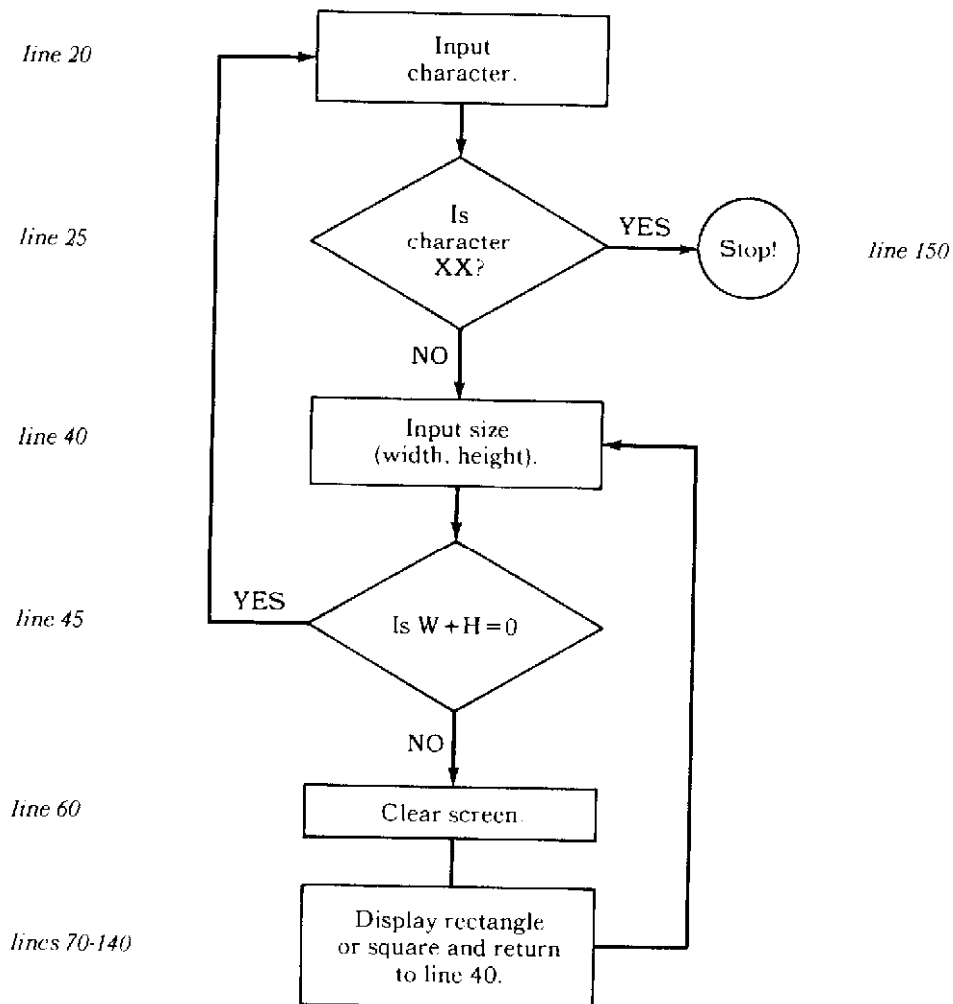 line 20
Input
character.
line 25
Is
character
XX?
YES
Stop!
line 150
NO
line 40
Input size
(width, height).
line 45
YES
Is W + H = 0
NO
line 60
Clear screen.
lines 70-140
Display rectangle
or square and return
to line 40.